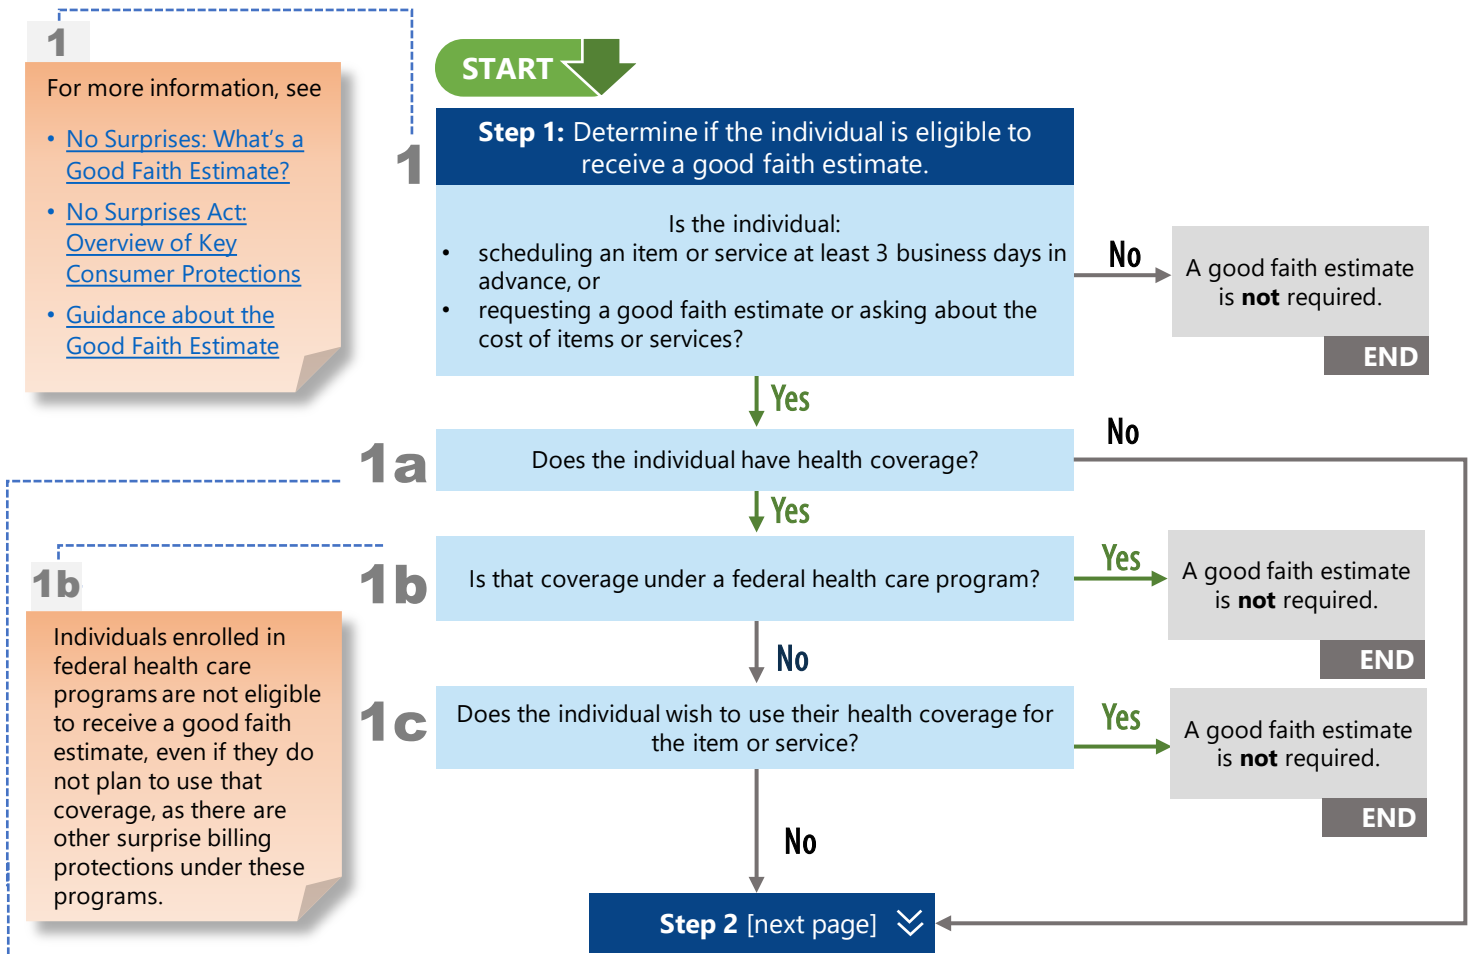 1
For more information, see
• No Surprises: What's a
Good Faith Estimate?
• No Surprises Act:
Overview of Key
Consumer Protections
• Guidance about the
Good Faith Estimate
START
1
Step 1: Determine if the individual is eligible to
receive a good faith estimate.
Is the individual:
• scheduling an item or service at least 3 business days in
advance, or
• requesting a good faith estimate or asking about the
cost of items or services?
No
A good faith estimate
is not required.
END
Yes
1a
Does the individual have health coverage?
No
Yes
1b
Is that coverage under a federal health care program?
Yes
A good faith estimate
is not required.
END
1b
Individuals enrolled in
federal health care
programs are not eligible
to receive a good faith
estimate, even if they do
not plan to use that
coverage, as there are
other surprise billing
protections under these
programs.
No
1c
Does the individual wish to use their health coverage for
the item or service?
Yes
A good faith estimate
is not required.
END
No
Step 2 [next page]